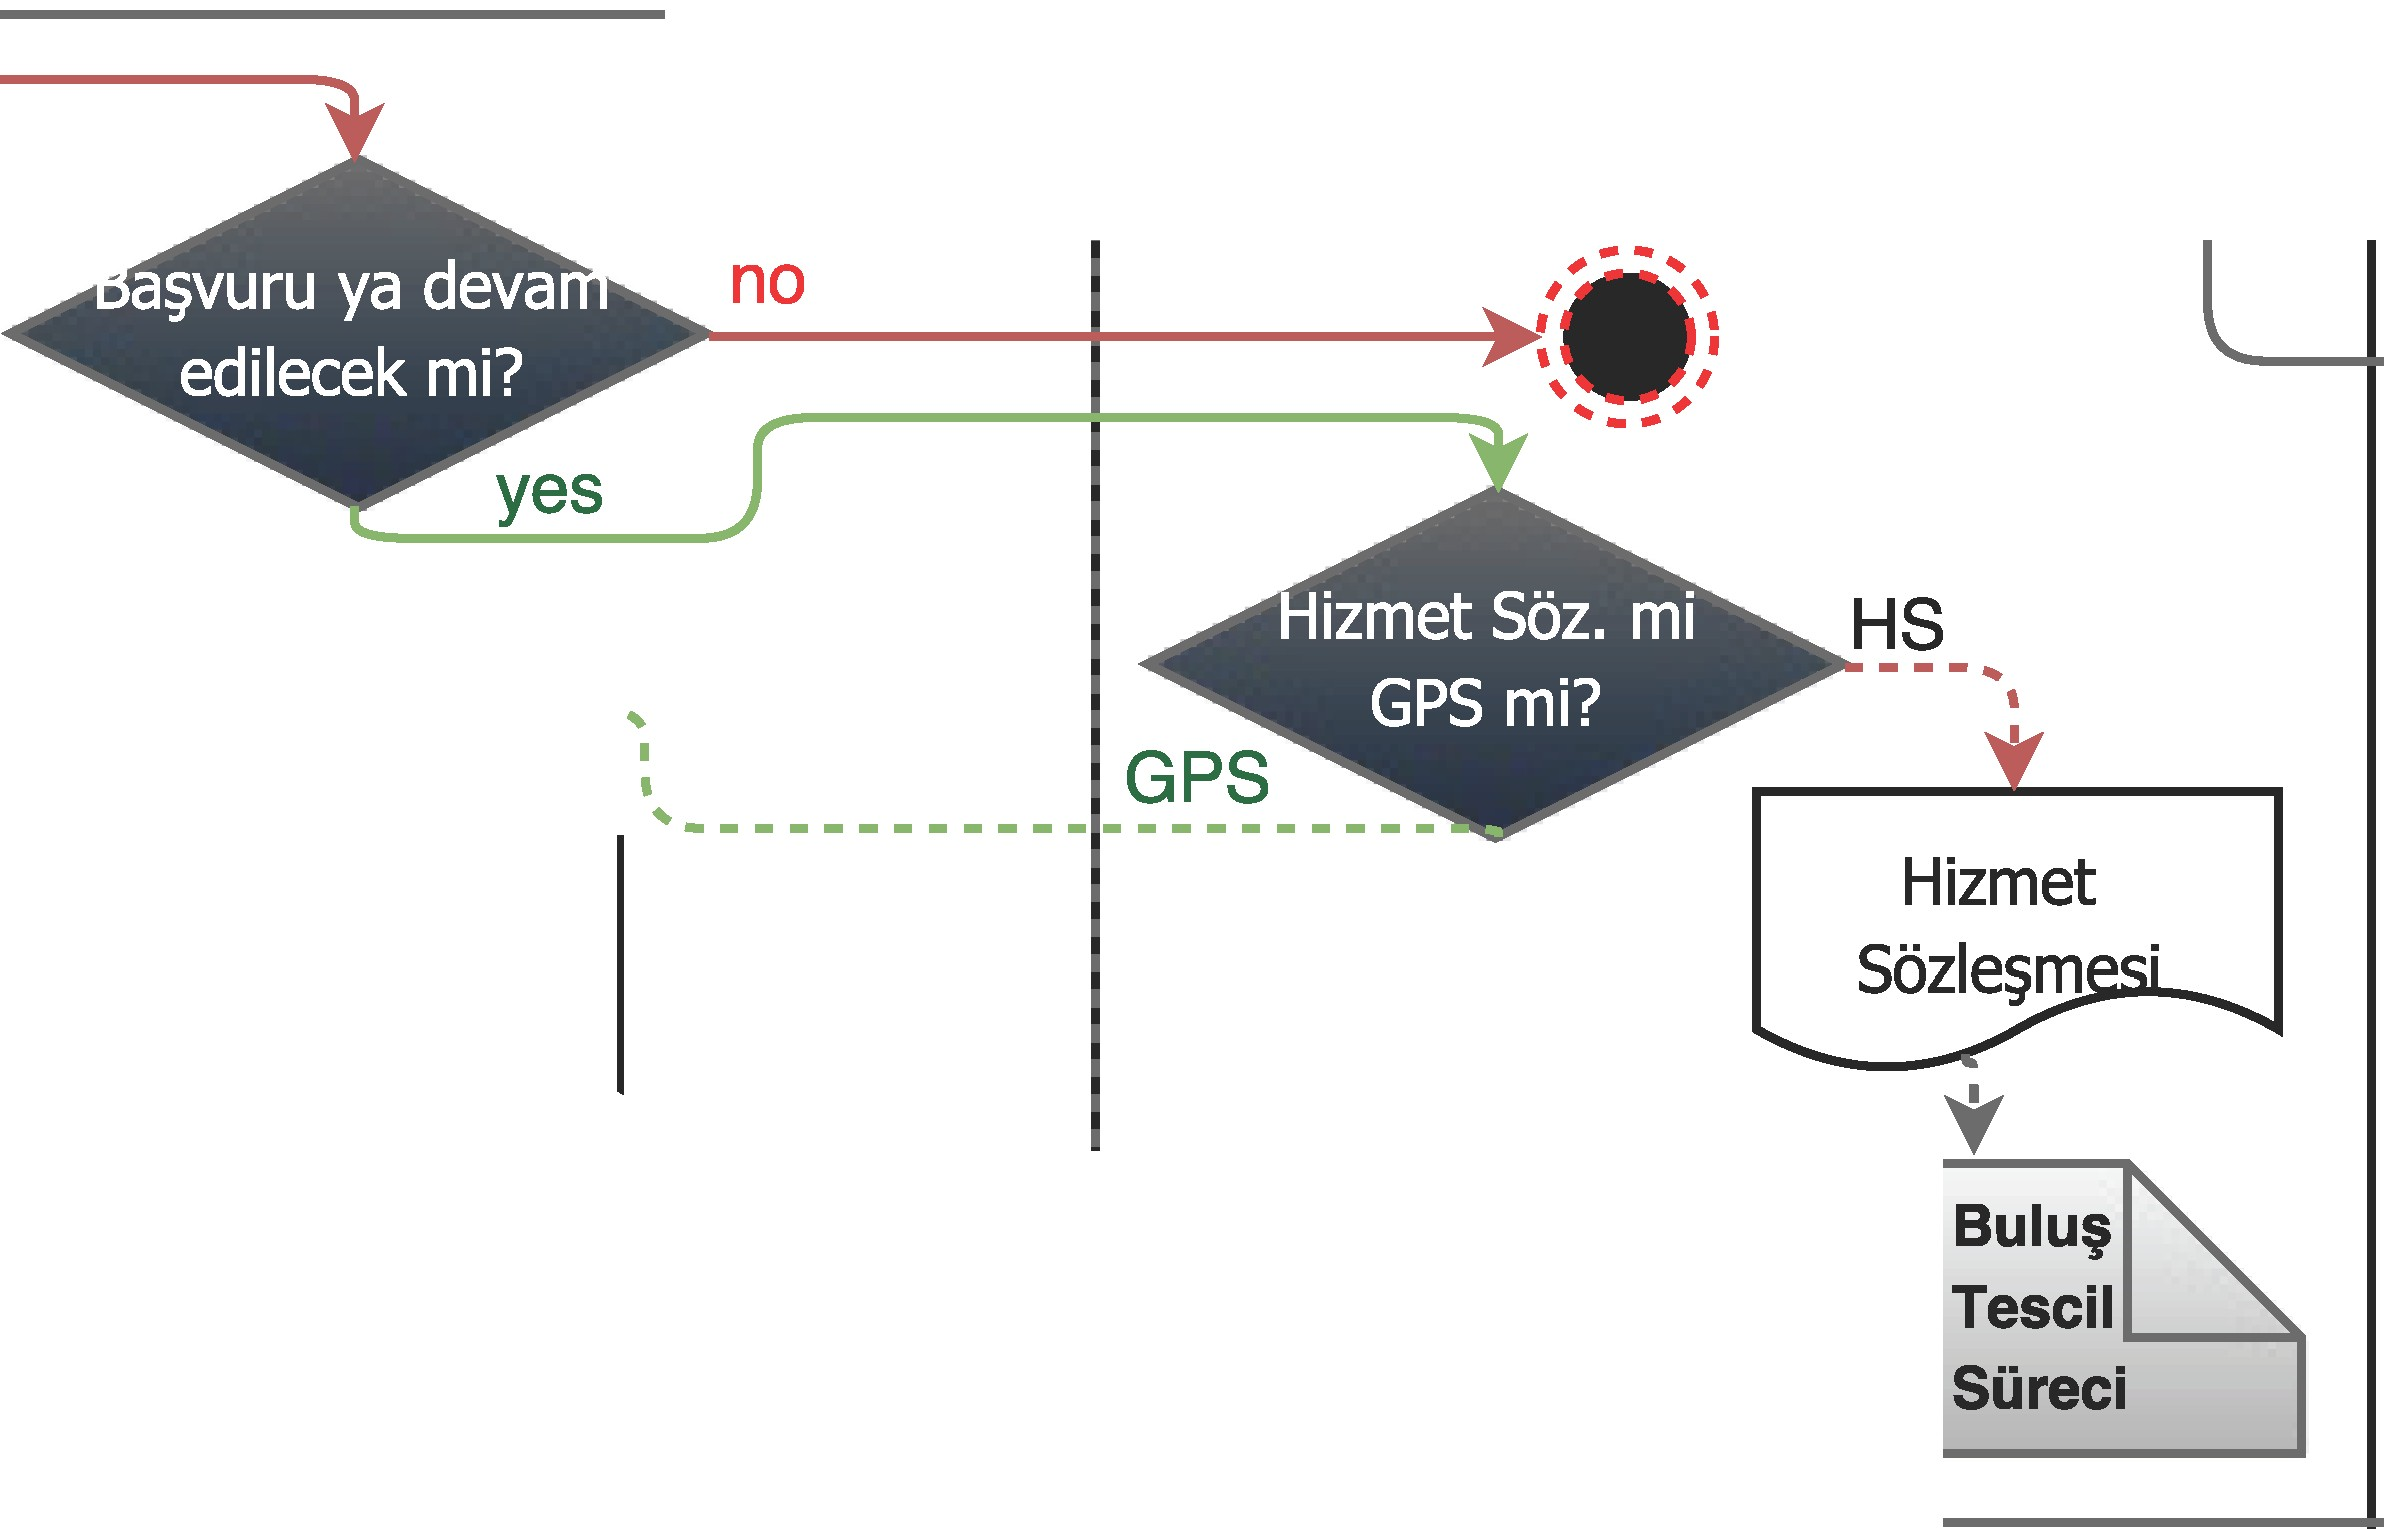 Başvuru ya devam
edilecek mi?
no
yes
Hizmet Söz. mi
GPS mi?
HS
GPS
Hizmet
Sözleşmesi
Buluş
Tescil
Süreci